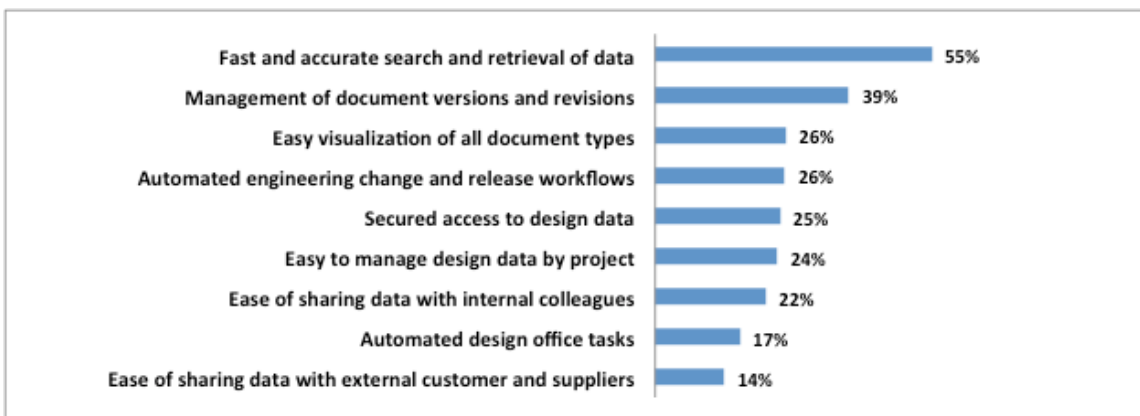 Fast and accurate search and retrieval of data 55%
Management of document versions and revisions 39%
Easy visualization of all document types 26%
Automated engineering change and release workflows 26%
Secured access to design data 25%
Easy to manage design data by project 24%
Ease of sharing data with internal colleagues 22%
Automated design office tasks 17%
Ease of sharing data with external customer and suppliers 14%